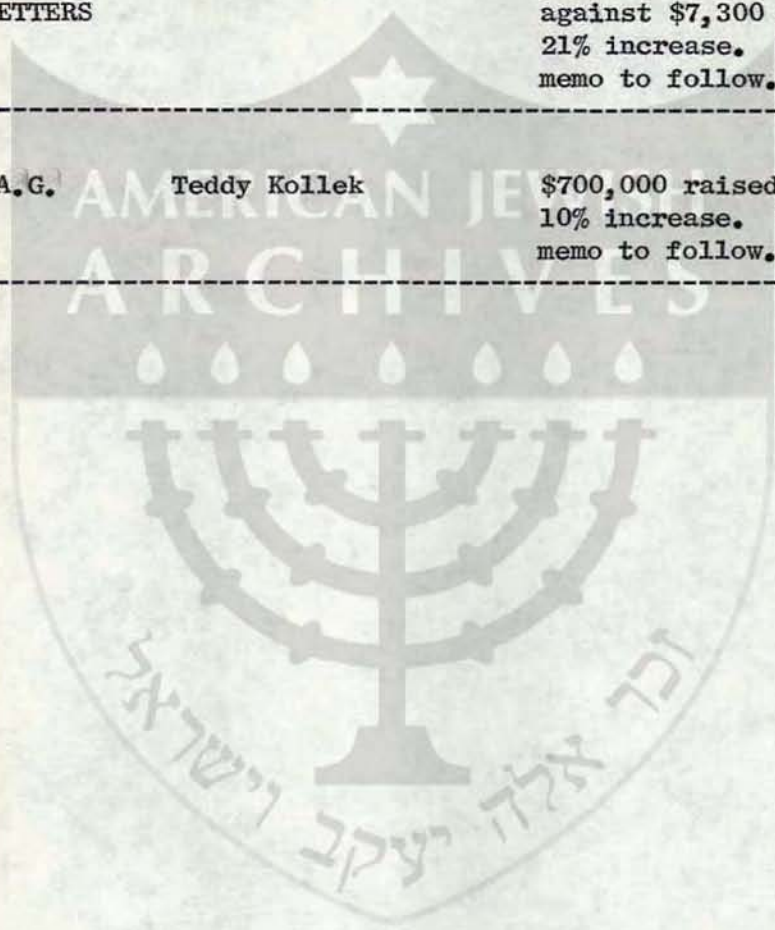 ETTERS against $7,300
21% increase.
memo to follow.
A.G. Teddy Kollek $700,000 raised
10% increase.
memo to follow.
AMERICAN JEWISH
ARCHIVES
זכר אלה יעקב וישראל